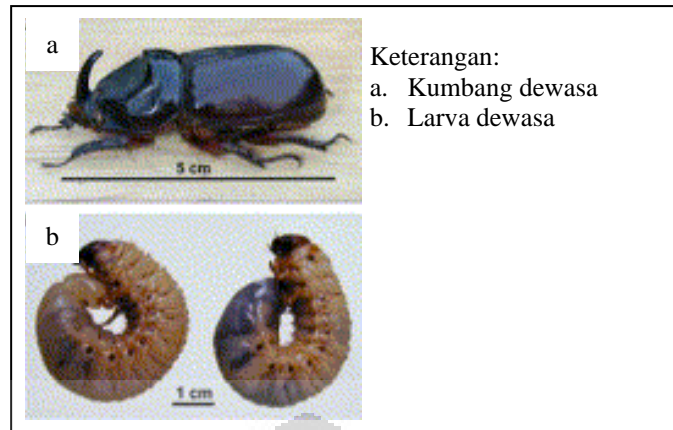 a
Keterangan:
a. Kumbang dewasa
b. Larva dewasa
5 cm
b
1 cm